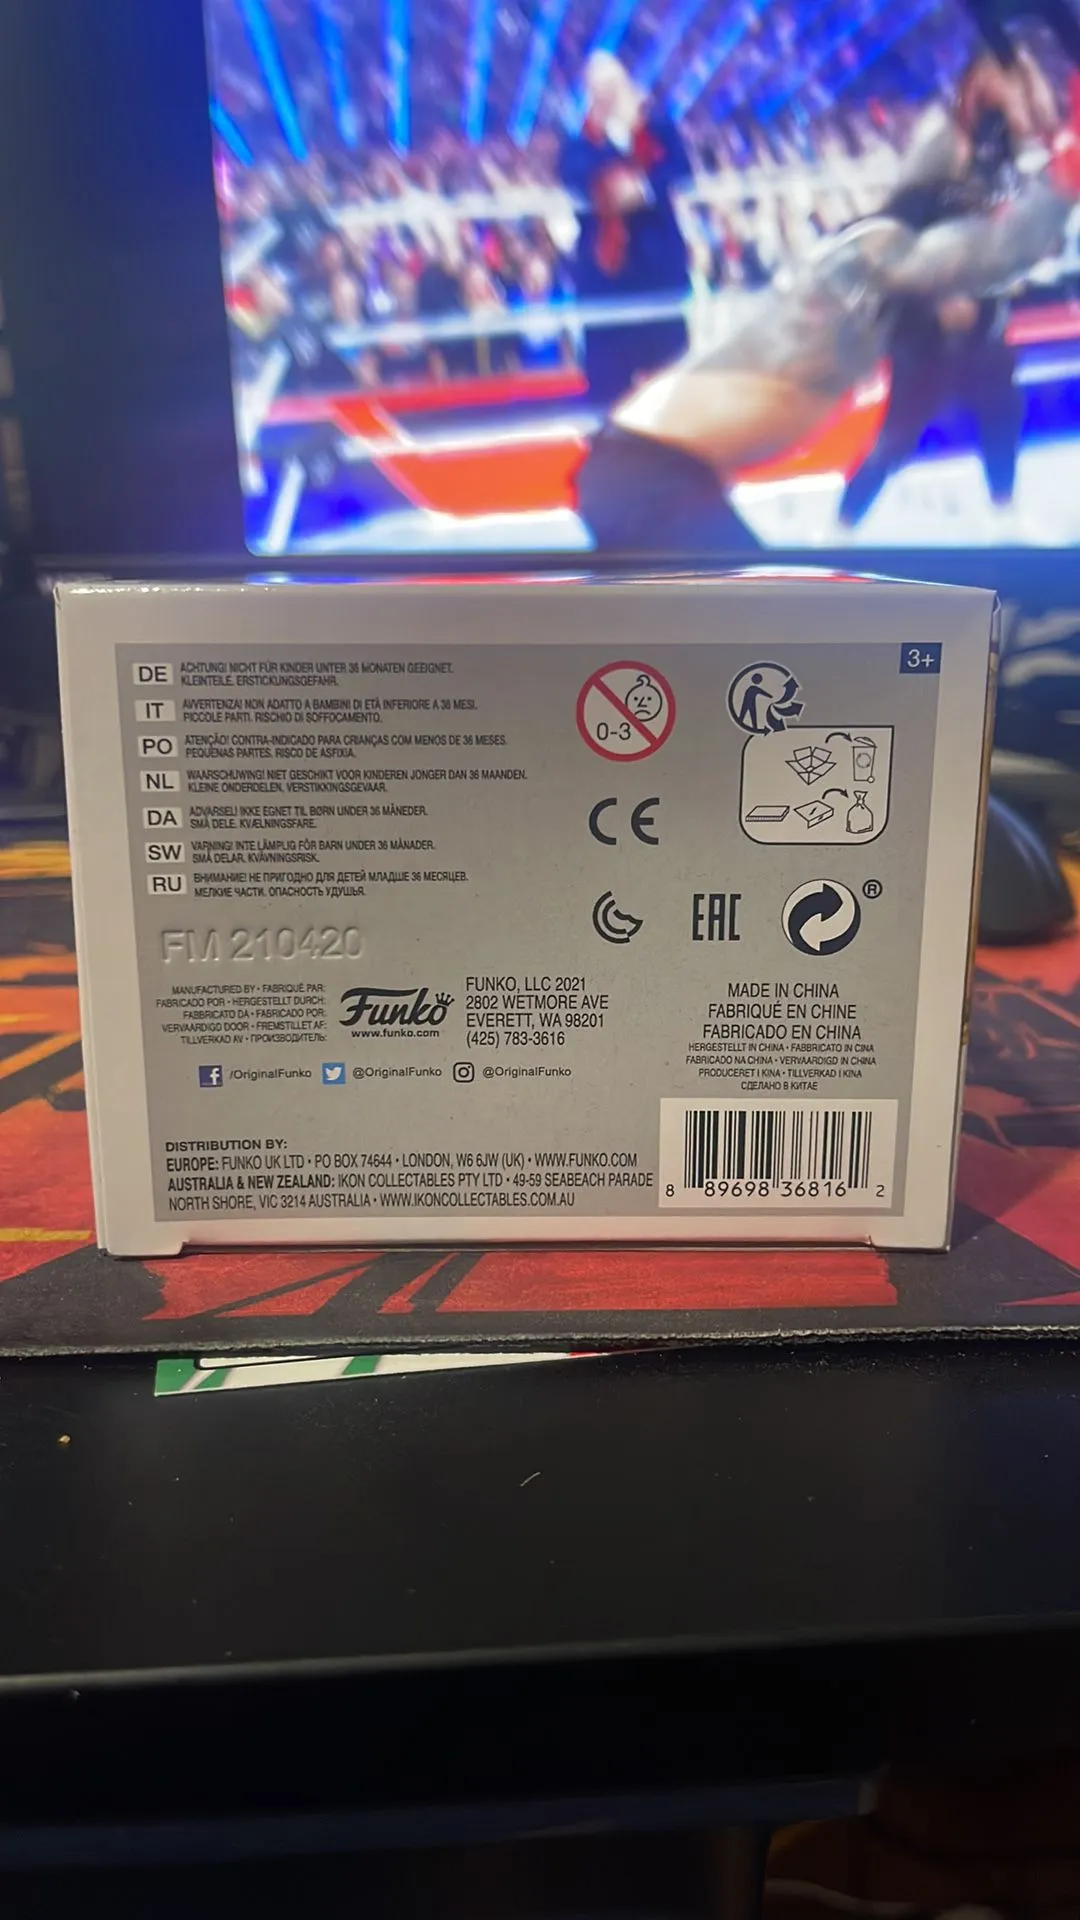 3+
DE ACHTUNG! NICHT FÜR KINDER UNTER 36 MONATEN GEEIGNET.
KLEINTEILE. ERSTICKUNGSGEFAHR.
IT AVVERTENZA! NON ADATTO A BAMBINI DI ETÀ INFERIORE A 36 MESI.
PICCOLE PARTI. RISCHIO DI SOFFOCAMENTO.
PO ATENÇÃO! CONTRA-INDICADO PARA CRIANÇAS COM MENOS DE 36 MESES.
PEQUENAS PARTES. RISCO DE ASFIXIA.
NL WAARSCHUWING! NIET GESCHIKT VOOR KINDEREN JONGER DAN 36 MAANDEN.
KLEINE ONDERDELEN, VERSTIKKINGSGEVAAR.
DA ADVARSEL! IKKE EGNET TIL BØRN UNDER 36 MÅNEDER.
SMÅ DELE. KVÆLNINGSFARE.
SW VARNING! INTE LÄMPLIG FÖR BARN UNDER 36 MÅNADER.
SMÅ DELAR. KVÄVNINGSRISK.
RU ВНИМАНИЕ! НЕ ПРИГОДНО ДЛЯ ДЕТЕЙ МЛАДШЕ 36 МЕСЯЦЕВ.
МЕЛКИЕ ЧАСТИ. ОПАСНОСТЬ УДУШЬЯ.
0-3
CE
EAC
®
FM 210420
MANUFACTURED BY • FABRIQUÉ PAR:
FABRICADO POR • HERGESTELLT DURCH:
FABBRICATO DA • FABRICADO POR:
VERVAARDIGD DOOR • FREMSTILLET AF:
TILLVERKAD AV • ПРОИЗВОДИТЕЛЬ:
Funko
www.funko.com
FUNKO, LLC 2021
2802 WETMORE AVE
EVERETT, WA 98201
(425) 783-3616
MADE IN CHINA
FABRIQUÉ EN CHINE
FABRICADO EN CHINA
HERGESTELLT IN CHINA • FABBRICATO IN CINA
FABRICADO NA CHINA • VERVAARDIGD IN CHINA
PRODUCERET I KINA • TILLVERKAD I KINA
СДЕЛАНО В КИТАЕ
f /OriginalFunko @OriginalFunko @OriginalFunko
DISTRIBUTION BY:
EUROPE: FUNKO UK LTD • PO BOX 74644 • LONDON, W6 6JW (UK) • WWW.FUNKO.COM
AUSTRALIA & NEW ZEALAND: IKON COLLECTABLES PTY LTD • 49-59 SEABEACH PARADE
NORTH SHORE, VIC 3214 AUSTRALIA • WWW.IKONCOLLECTABLES.COM.AU
8 89698 36816 2